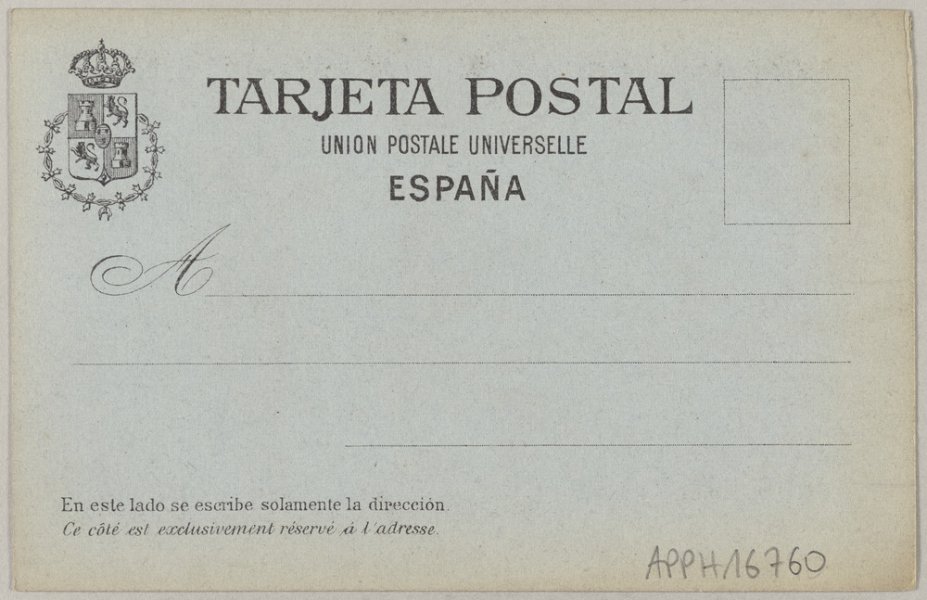 TARJETA POSTAL
UNION POSTALE UNIVERSELLE
ESPAÑA
A
En este lado se escribe solamente la dirección.
Ce côté est exclusivement réservé á l'adresse.
APPH16760